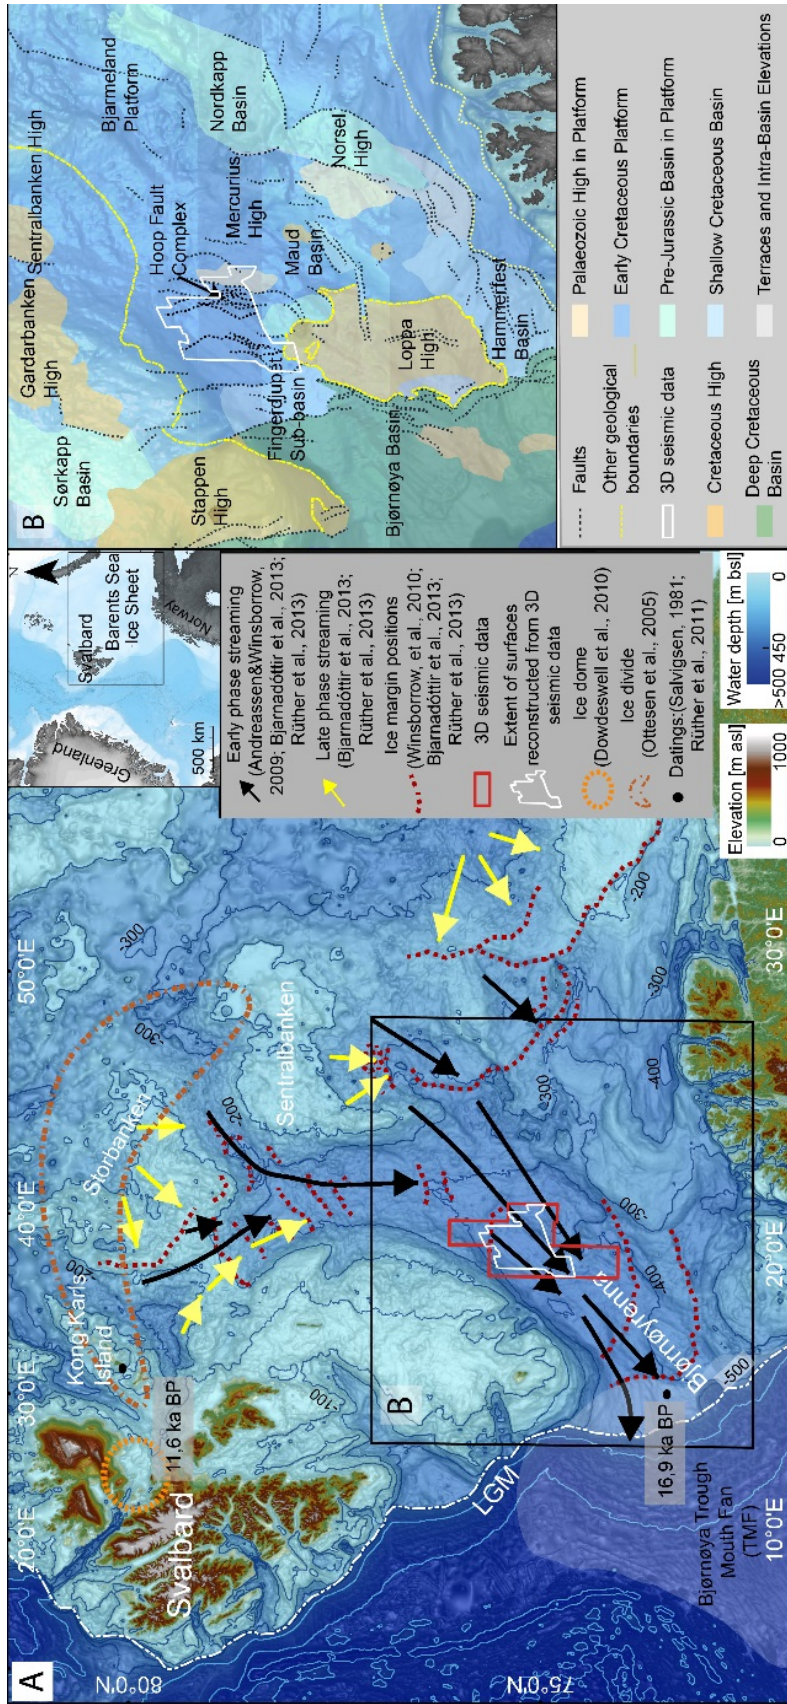 A
20°0'E
30°0'E
40°0'E
50°0'E
80°0'N
75°0'N
10°0'E
20°0'E
30°0'E
Svalbard
11,6 ka BP
Kong Karls
Island
Storbanken
Sentralbanken
-200
-300
-300
-200
-100
LGM
B
300
-300
-400
-400
-300
-200
-500
Bjørnøyrenna
16,9 ka BP
Bjørnøya Trough
Mouth Fan
(TMF)
N
Greenland
Svalbard
Barents Sea
Ice Sheet
Norway
500 km
Early phase streaming
(Andreassen&Winsborrow,
2009; Bjarnadóttir et al., 2013;
Rüther et al., 2013)
Late phase streaming
(Bjarnadóttir et al., 2013;
Rüther et al., 2013)
Ice margin positions
(Winsborrow, et al., 2010;
Bjarnadóttir et al., 2013;
Rüther et al., 2013)
3D seismic data
Extent of surfaces
reconstructed from 3D
seismic data
Ice dome
(Dowdeswell et al., 2010)
Ice divide
(Ottesen et al., 2005)
Datings:(Salvigsen, 1981;
Rüther et al., 2011)
Elevation [m asl]
0
1000
Water depth [m bsl]
>500 450
0
B
Sørkapp
Basin
Gardarbanken
High
Sentralbanken High
Bjarmeland
Platform
Stappen
High
Hoop Fault
Complex
Mercurius
High
Nordkapp
Basin
Fingerdjupet
Sub-basin
Maud
Basin
Norsel
High
Bjørnøya Basin
Loppa
High
Hammerfest
Basin
Faults
Other geological
boundaries
3D seismic data
Cretaceous High
Deep Cretaceous
Basin
Palaeozoic High in Platform
Early Cretaceous Platform
Pre-Jurassic Basin in Platform
Shallow Cretaceous Basin
Terraces and Intra-Basin Elevations